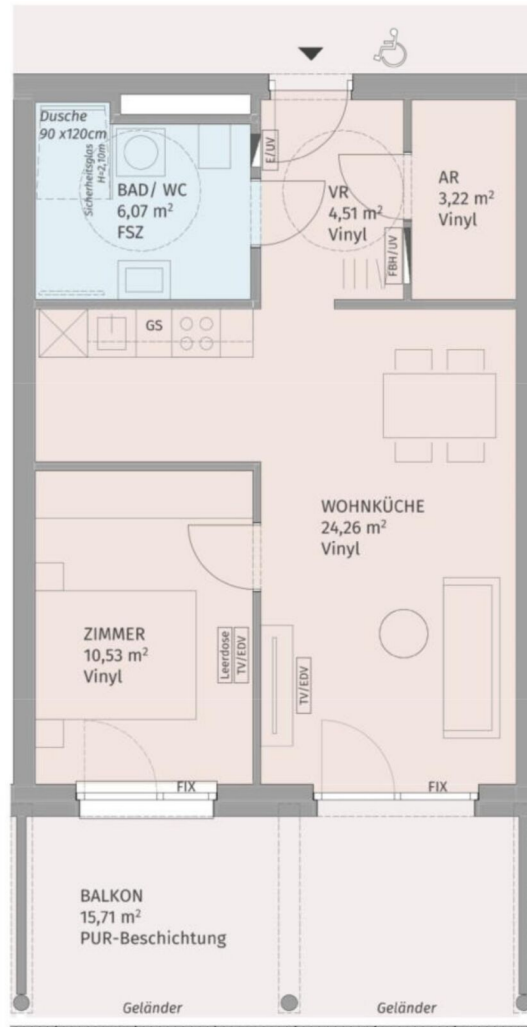 Dusche
90 x120cm
Sicherheitsglas
H=2,10m
BAD/ WC
6,07 m²
FSZ
E/UV
VR
4,51 m²
Vinyl
FBH/UV
AR
3,22 m²
Vinyl
GS
WOHNKÜCHE
24,26 m²
Vinyl
ZIMMER
10,53 m²
Vinyl
Leerdose
TV/EDV
TV/EDV
FIX
FIX
BALKON
15,71 m²
PUR-Beschichtung
Geländer
Geländer